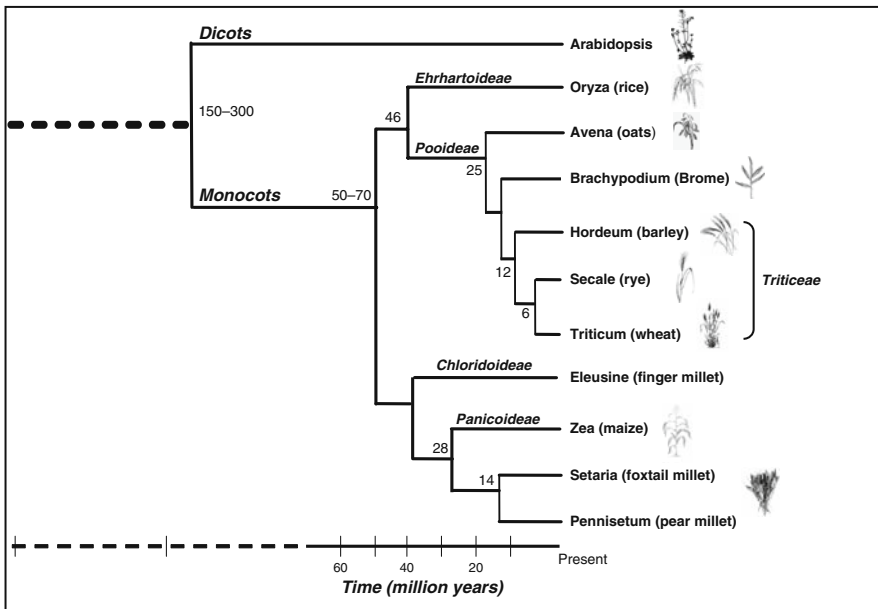 Dicots
Arabidopsis
Ehrhartoideae
Oryza (rice)
150–300
46
Avena (oats)
Pooideae
25
Brachypodium (Brome)
Monocots
50–70
Hordeum (barley)
12
Secale (rye)
Triticeae
6
Triticum (wheat)
Chloridoideae
Eleusine (finger millet)
Panicoideae
Zea (maize)
28
14
Setaria (foxtail millet)
Pennisetum (pear millet)
Present
60 40 20
Time (million years)